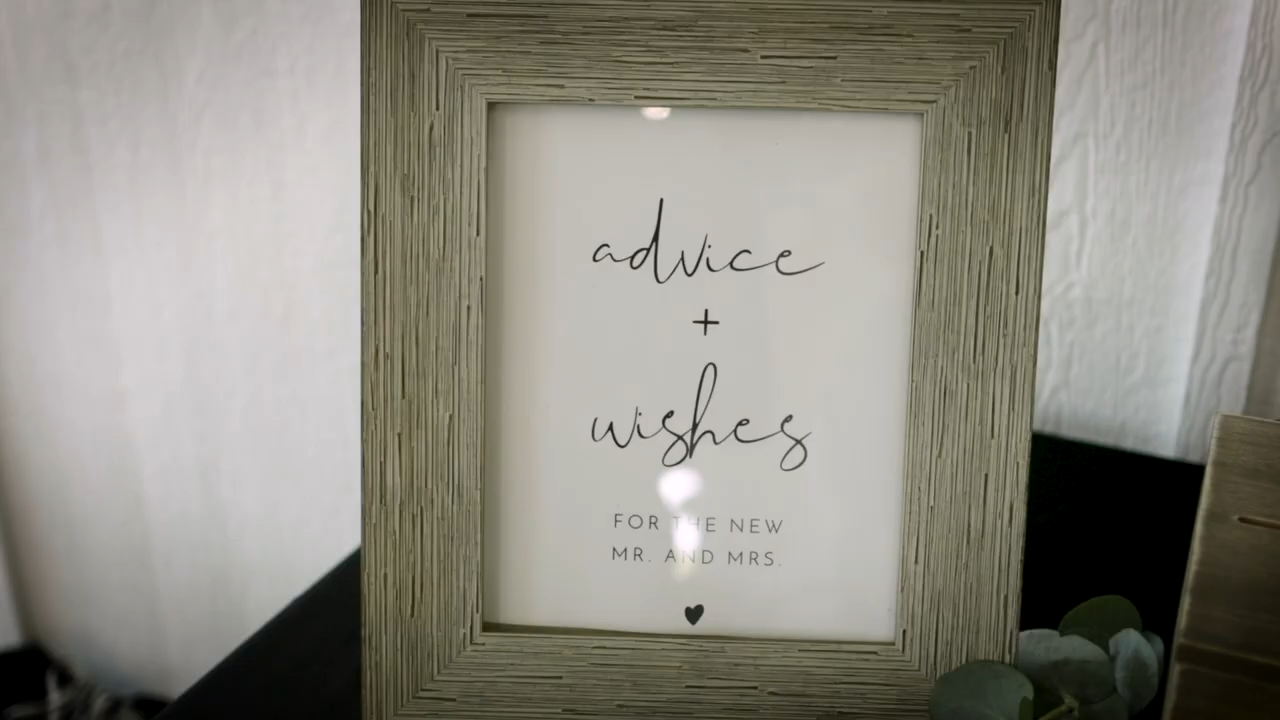 advice
+
wishes
FOR THE NEW
MR. AND MRS.